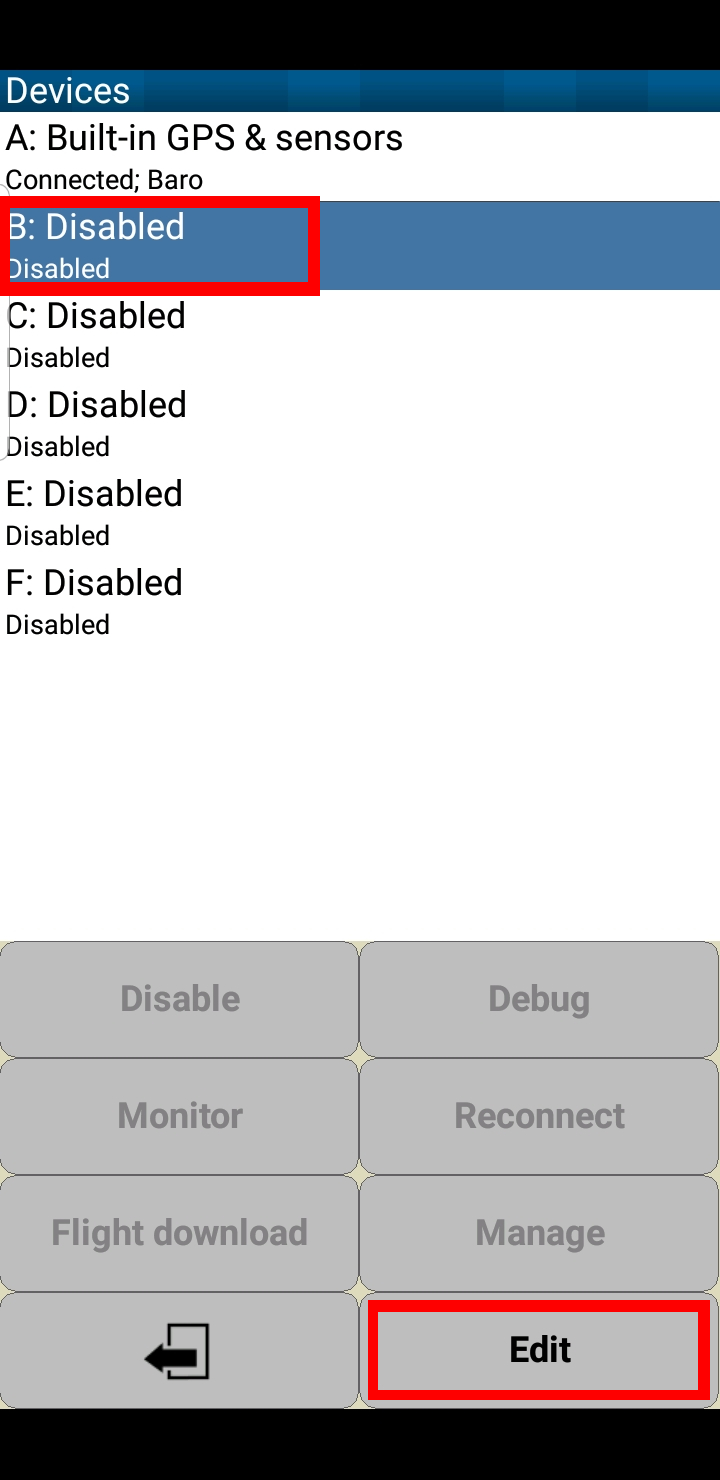 Devices
A: Built-in GPS & sensors
Connected; Baro
B: Disabled
Disabled
C: Disabled
Disabled
D: Disabled
Disabled
E: Disabled
Disabled
F: Disabled
Disabled
Disable
Debug
Monitor
Reconnect
Flight download
Manage
Edit